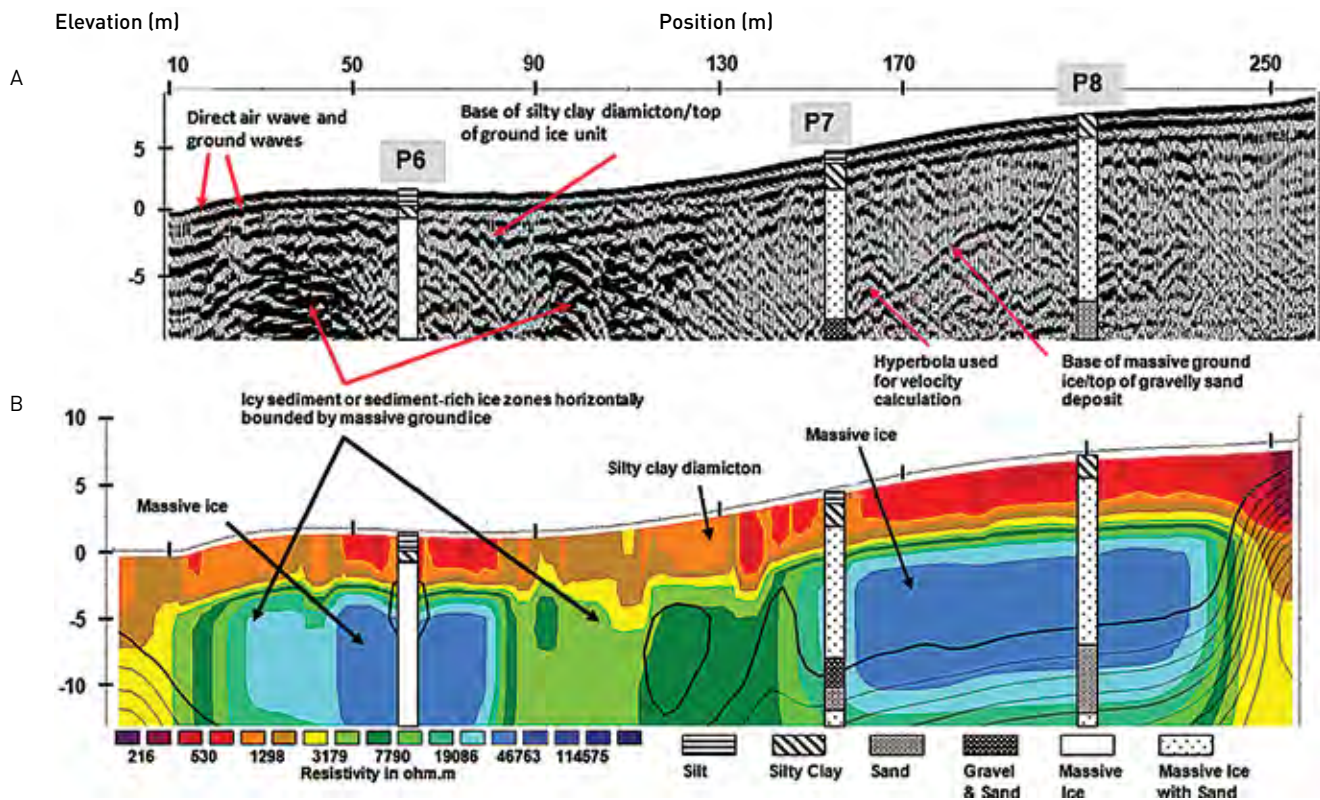 Elevation (m) Position (m)
A
10 50 90 130 170 250
P8
Direct air wave and
ground waves
Base of silty clay diamicton/top
of ground ice unit
P7
P6
5
0
-5
Hyperbola used
for velocity
calculation
Base of massive ground
ice/top of gravelly sand
deposit
Icy sediment or sediment-rich ice zones horizontally
bounded by massive ground ice
B
10
5
0
-5
-10
Massive ice
Silty clay diamicton
Massive ice
216 530 1298 3179 7790 19086 46763 114575
Resistivity in ohm.m
Silt
Silty Clay
Sand
Gravel
& Sand
Massive
Ice
Massive Ice
with Sand